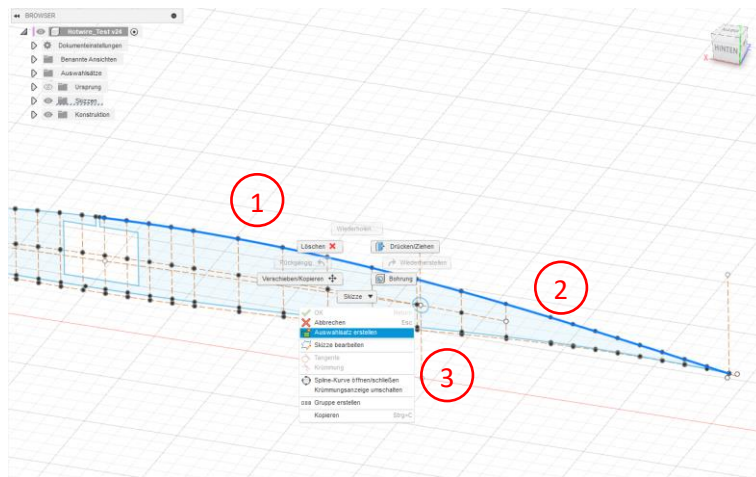 BROWSER
Hotwire_Test v24
Dokumenteinstellungen
Benannte Ansichten
Auswahlsätze
Ursprung
Skizzen
Konstruktion
HINTEN
X
1
Wiederholen...
Löschen
Drücken/Ziehen
Rückgängig
Wiederherstellen
Verschieben/Kopieren
Bohrung
Skizze
2
OK
Abbrechen Esc
Auswahlsatz erstellen
Skizze bearbeiten
Tangente
Krümmung
3
Spline-Kurve öffnen/schließen
Krümmungsanzeige umschalten
Gruppe erstellen
Kopieren Strg+C